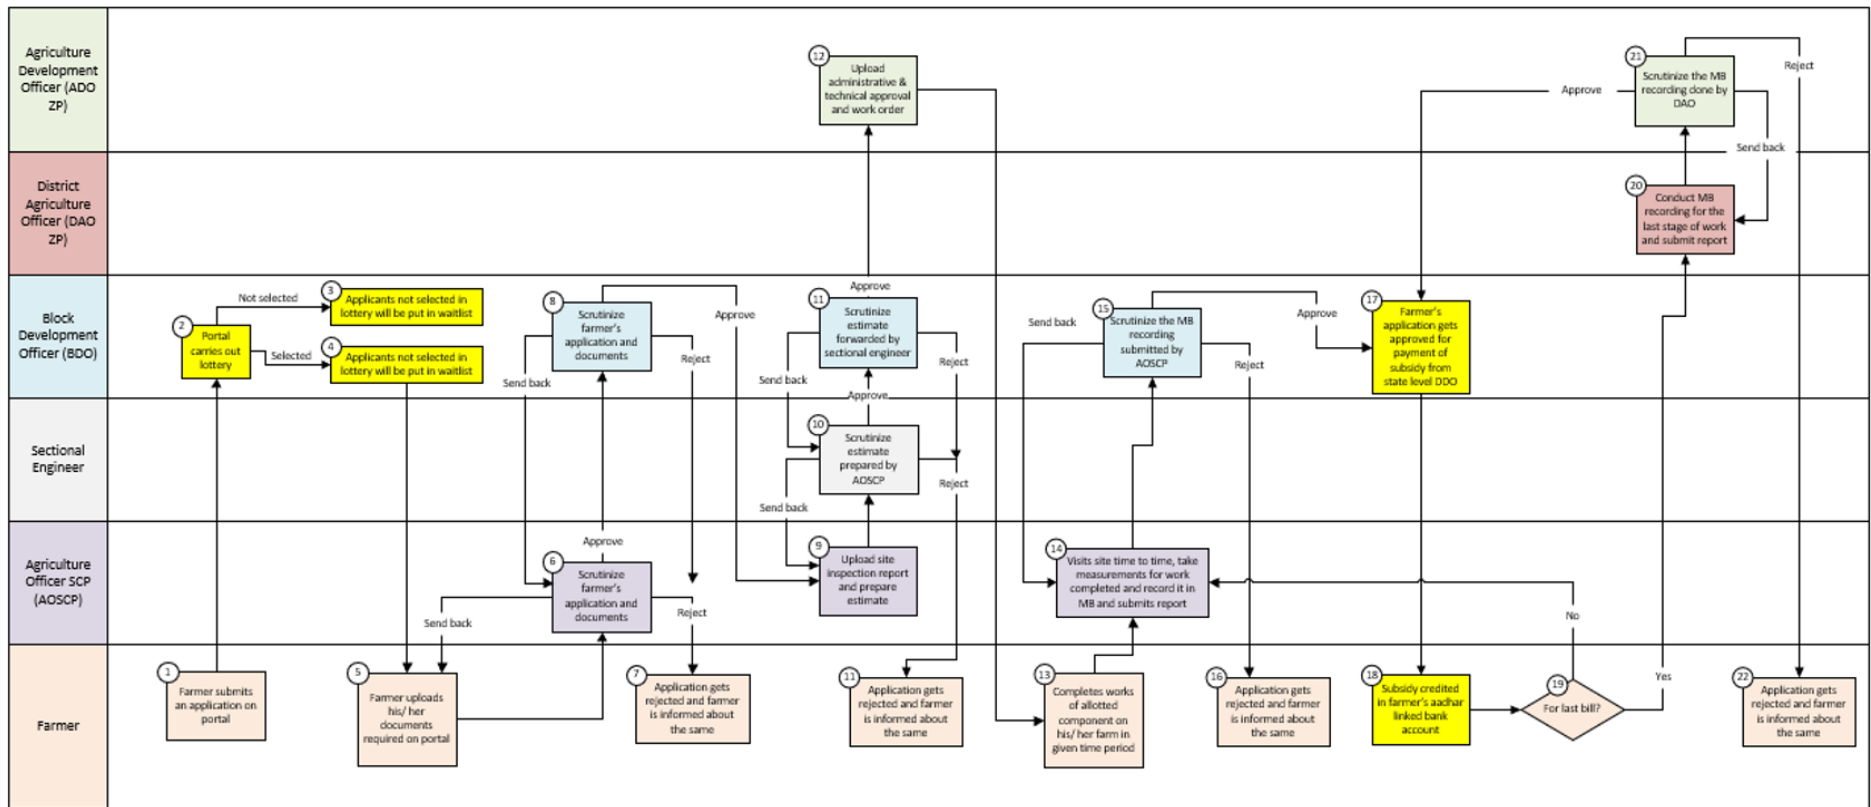 Agriculture
Development
Officer (ADO
ZP)
12
Upload
administrative &
technical approval
and work order
21
Scrutinize the MB
recording done by
DAO
Approve
Reject
Send back
District
Agriculture
Officer (DAO
ZP)
20
Conduct MB
recording for the
last stage of work
and submit report
Block
Development
Officer (BDO)
2
Portal
carries out
lottery
Not selected
Selected
3
Applicants not selected in
lottery will be put in waitlist
4
Applicants not selected in
lottery will be put in waitlist
8
Scrutinize
farmer's
application and
documents
Approve
Reject
Send back
Approve
11
Scrutinize
estimate
forwarded by
sectional engineer
Send back
Reject
Approve
Send back
15
Scrutinize the MB
recording
submitted by
AOSCP
Approve
Reject
17
Farmer's
application gets
approved for
payment of
subsidy from
state level DDO
Sectional
Engineer
10
Scrutinize
estimate
prepared by
AOSCP
Reject
Send back
Agriculture
Officer SCP
(AOSCP)
Approve
6
Scrutinize
farmer's
application and
documents
Send back
Reject
9
Upload site
inspection report
and prepare
estimate
14
Visits site time to time, take
measurements for work
completed and record it in
MB and submits report
No
Farmer
1
Farmer submits
an application on
portal
5
Farmer uploads
his/ her
documents
required on portal
7
Application gets
rejected and farmer
is informed about
the same
11
Application gets
rejected and farmer
is informed about
the same
13
Completes works
of allotted
component on
his/ her farm in
given time period
16
Application gets
rejected and farmer
is informed about
the same
18
Subsidy credited
in farmer's aadhar
linked bank
account
19
For last bill?
Yes
22
Application gets
rejected and farmer
is informed about
the same